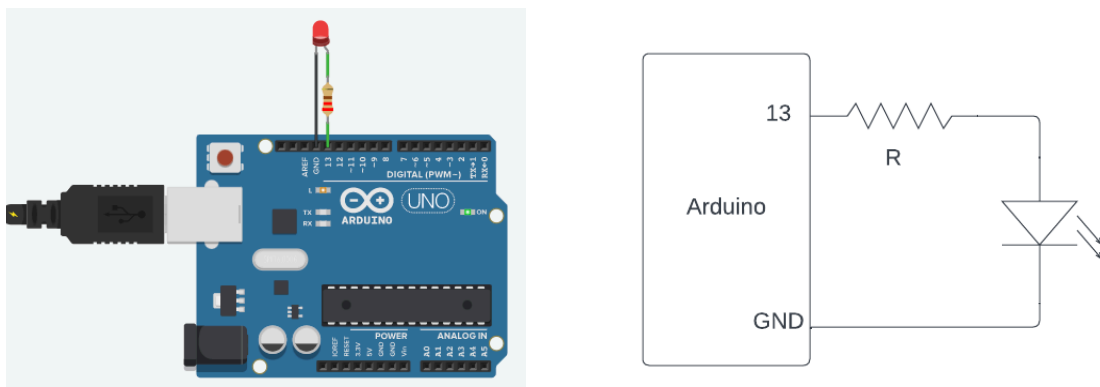 AREF
GND
13
12
~11
~10
~9
8
7
~6
~5
4
~3
2
TX→1
RX←0
DIGITAL (PWM~)
L
TX
RX
ARDUINO
UNO
ON
POWER
ANALOG IN
IOREF
RESET
3.3V
5V
GND
GND
Vin
A0
A1
A2
A3
A4
A5
13
R
Arduino
GND